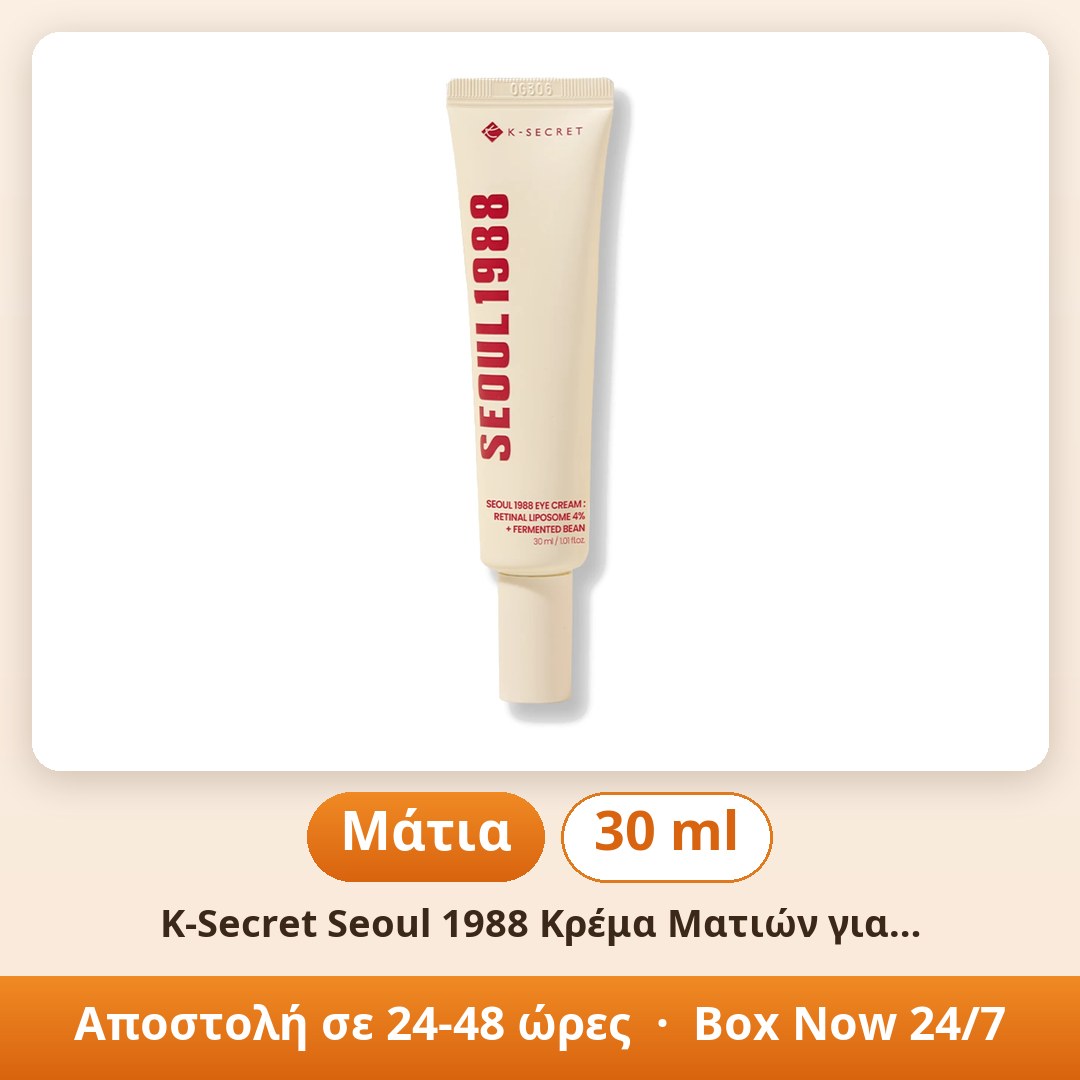 06306
K-SECRET
SEOUL1988
SEOUL 1988 EYE CREAM :
RETINAL LIPOSOME 4%
+ FERMENTED BEAN
30 ml / 1.01 fl.oz.
Μάτια
30 ml
K-Secret Seoul 1988 Κρέμα Ματιών για...
Αποστολή σε 24-48 ώρες · Box Now 24/7